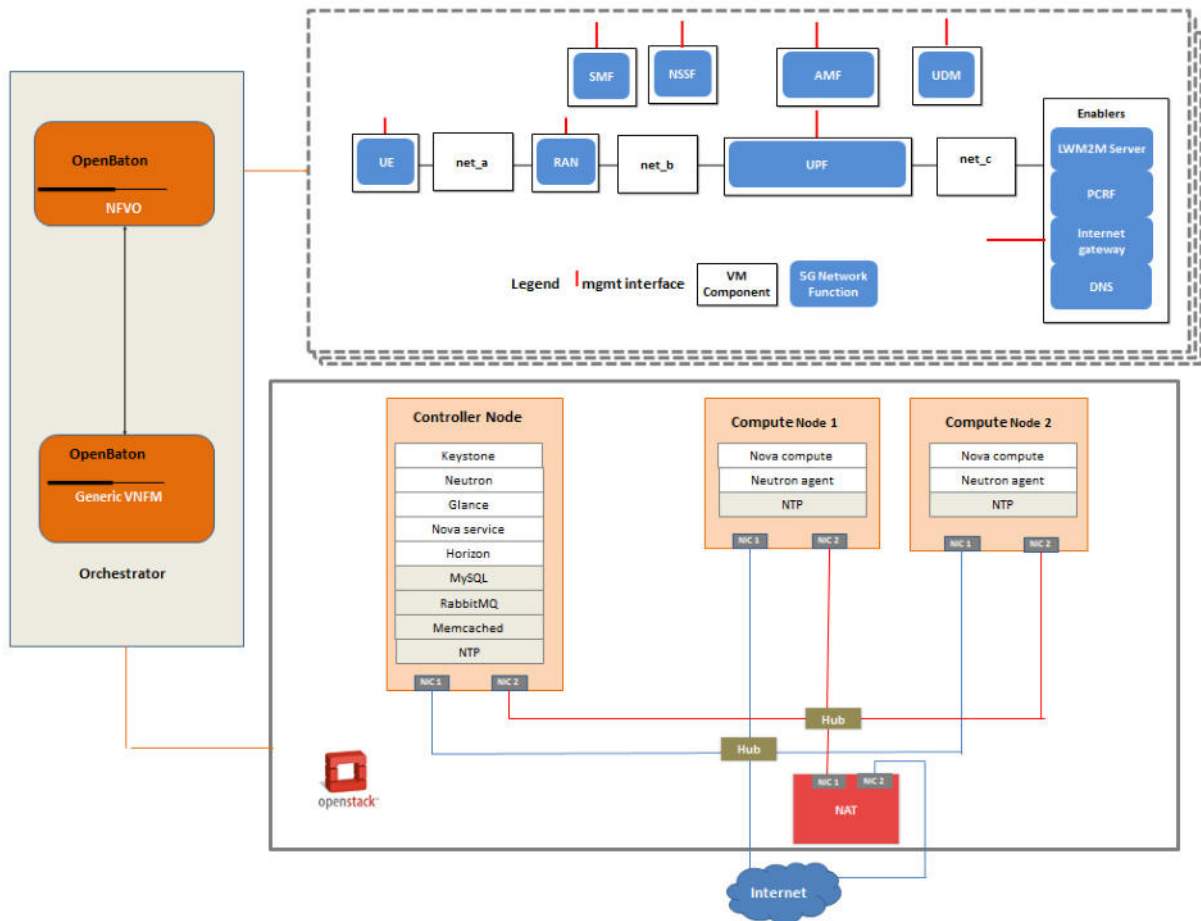 OpenBaton
NFVO
OpenBaton
Generic VNFM
Orchestrator
SMF
NSSF
AMF
UDM
UE
net_a
RAN
net_b
UPF
net_c
Enablers
LWM2M Server
PCRF
Internet
gateway
DNS
Legend
mgmt interface
VM
Component
5G Network
Function
Controller Node
Keystone
Neutron
Glance
Nova service
Horizon
MySQL
RabbitMQ
Memcached
NTP
NIC 1
NIC 2
Compute Node 1
Nova compute
Neutron agent
NTP
NIC 1
NIC 2
Compute Node 2
Nova compute
Neutron agent
NTP
NIC 1
NIC 2
Hub
Hub
NIC 1
NIC 2
NAT
openstack
Internet